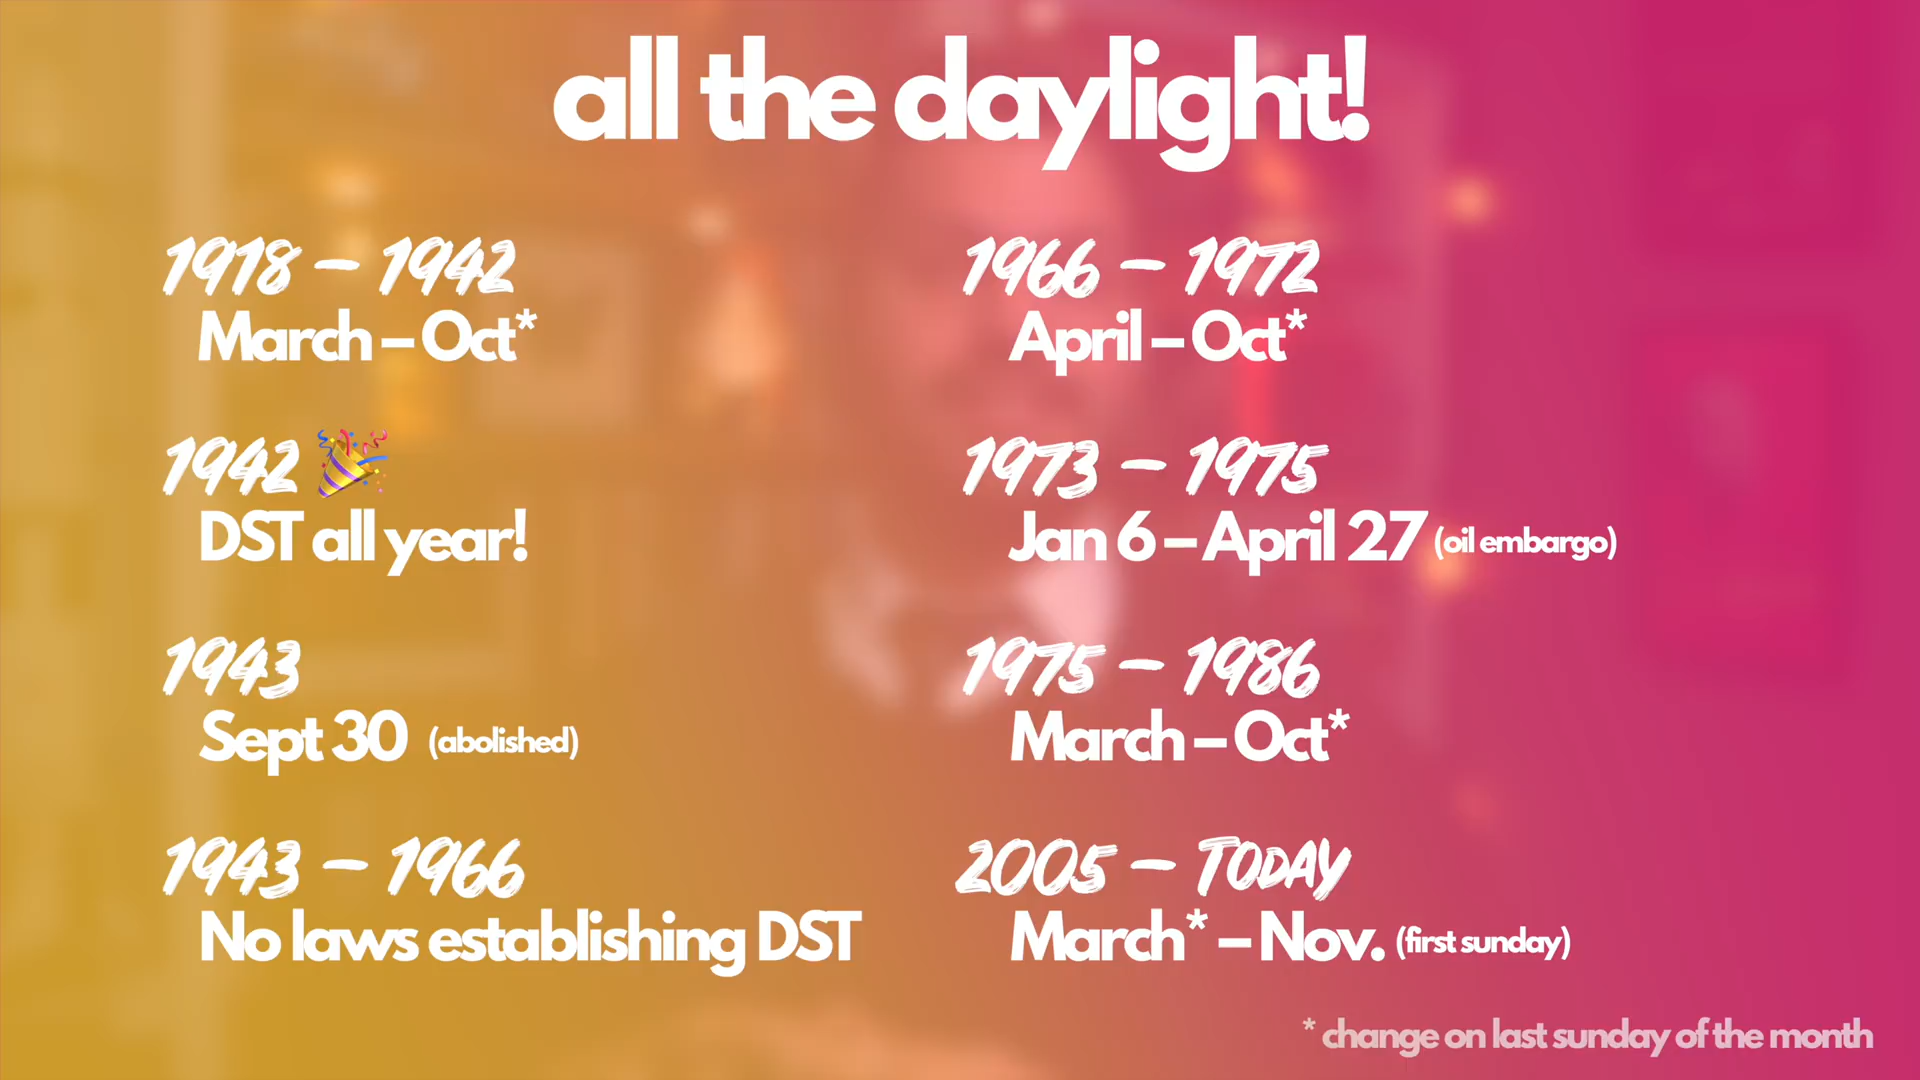 all the daylight!
1918 – 1942
March – Oct*
1942 🎉
DST all year!
1943
Sept 30 (abolished)
1943 – 1966
No laws establishing DST
1966 – 1972
April – Oct*
1973 – 1975
Jan 6 – April 27 (oil embargo)
1975 – 1986
March – Oct*
2005 – TODAY
March* – Nov. (first sunday)
* change on last sunday of the month